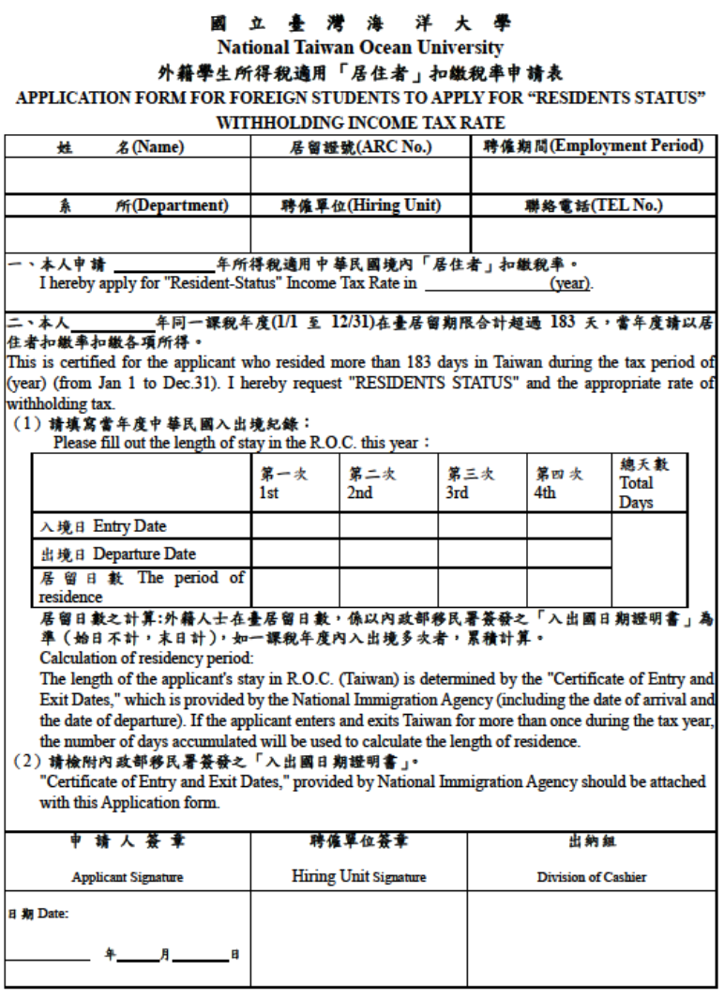 國立臺灣海洋大學
National Taiwan Ocean University
外籍學生所得稅適用「居住者」扣繳稅率申請表
APPLICATION FORM FOR FOREIGN STUDENTS TO APPLY FOR “RESIDENTS STATUS”
WITHHOLDING INCOME TAX RATE
姓 名(Name) 居留證號(ARC No.) 聘僱期間(Employment Period)
系 所(Department) 聘僱單位(Hiring Unit) 聯絡電話(TEL No.)
一、本人申請 __________ 年所得稅適用中華民國境內「居住者」扣繳稅率。
I hereby apply for "Resident-Status" Income Tax Rate in ______________(year).
二、本人__________年同一課稅年度(1/1 至 12/31)在臺居留期限合計超過 183 天，當年度請以居
住者扣繳率扣繳各項所得。
This is certified for the applicant who resided more than 183 days in Taiwan during the tax period of
(year) (from Jan 1 to Dec.31). I hereby request "RESIDENTS STATUS" and the appropriate rate of
withholding tax.
（1）請填寫當年度中華民國入出境紀錄：
Please fill out the length of stay in the R.O.C. this year：
第一次 第二次 第三次 第四次 總天數
1st 2nd 3rd 4th Total
Days
入境日 Entry Date
出境日 Departure Date
居留日數 The period of
residence
居留日數之計算:外籍人士在臺居留日數，係以內政部移民署簽發之「入出國日期證明書」為
準（始日不計，末日計），如一課稅年度內入出境多次者，累積計算。
Calculation of residency period:
The length of the applicant's stay in R.O.C. (Taiwan) is determined by the "Certificate of Entry and
Exit Dates," which is provided by the National Immigration Agency (including the date of arrival and
the date of departure). If the applicant enters and exits Taiwan for more than once during the tax year,
the number of days accumulated will be used to calculate the length of residence.
（2）請檢附內政部移民署簽發之「入出國日期證明書」。
"Certificate of Entry and Exit Dates," provided by National Immigration Agency should be attached
with this Application form.
申請人簽章 聘僱單位簽章 出納組
Applicant Signature Hiring Unit Signature Division of Cashier
日期 Date:
________ 年____月______日